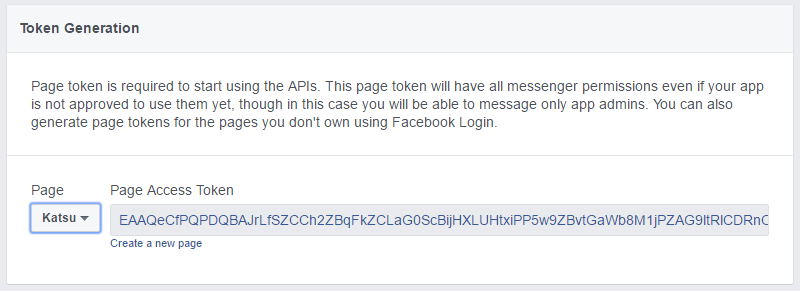 Token Generation
Page token is required to start using the APIs. This page token will have all messenger permissions even if your app
is not approved to use them yet, though in this case you will be able to message only app admins. You can also
generate page tokens for the pages you don't own using Facebook Login.
Page Page Access Token
Katsu EAAQeCfPQPDQBAJrLfSZCCh2ZBqFkZCLaG0ScBijHXLUHtxiPP5w9ZBvtGaWb8M1jPZAG9ltRlCDRnC
Create a new page